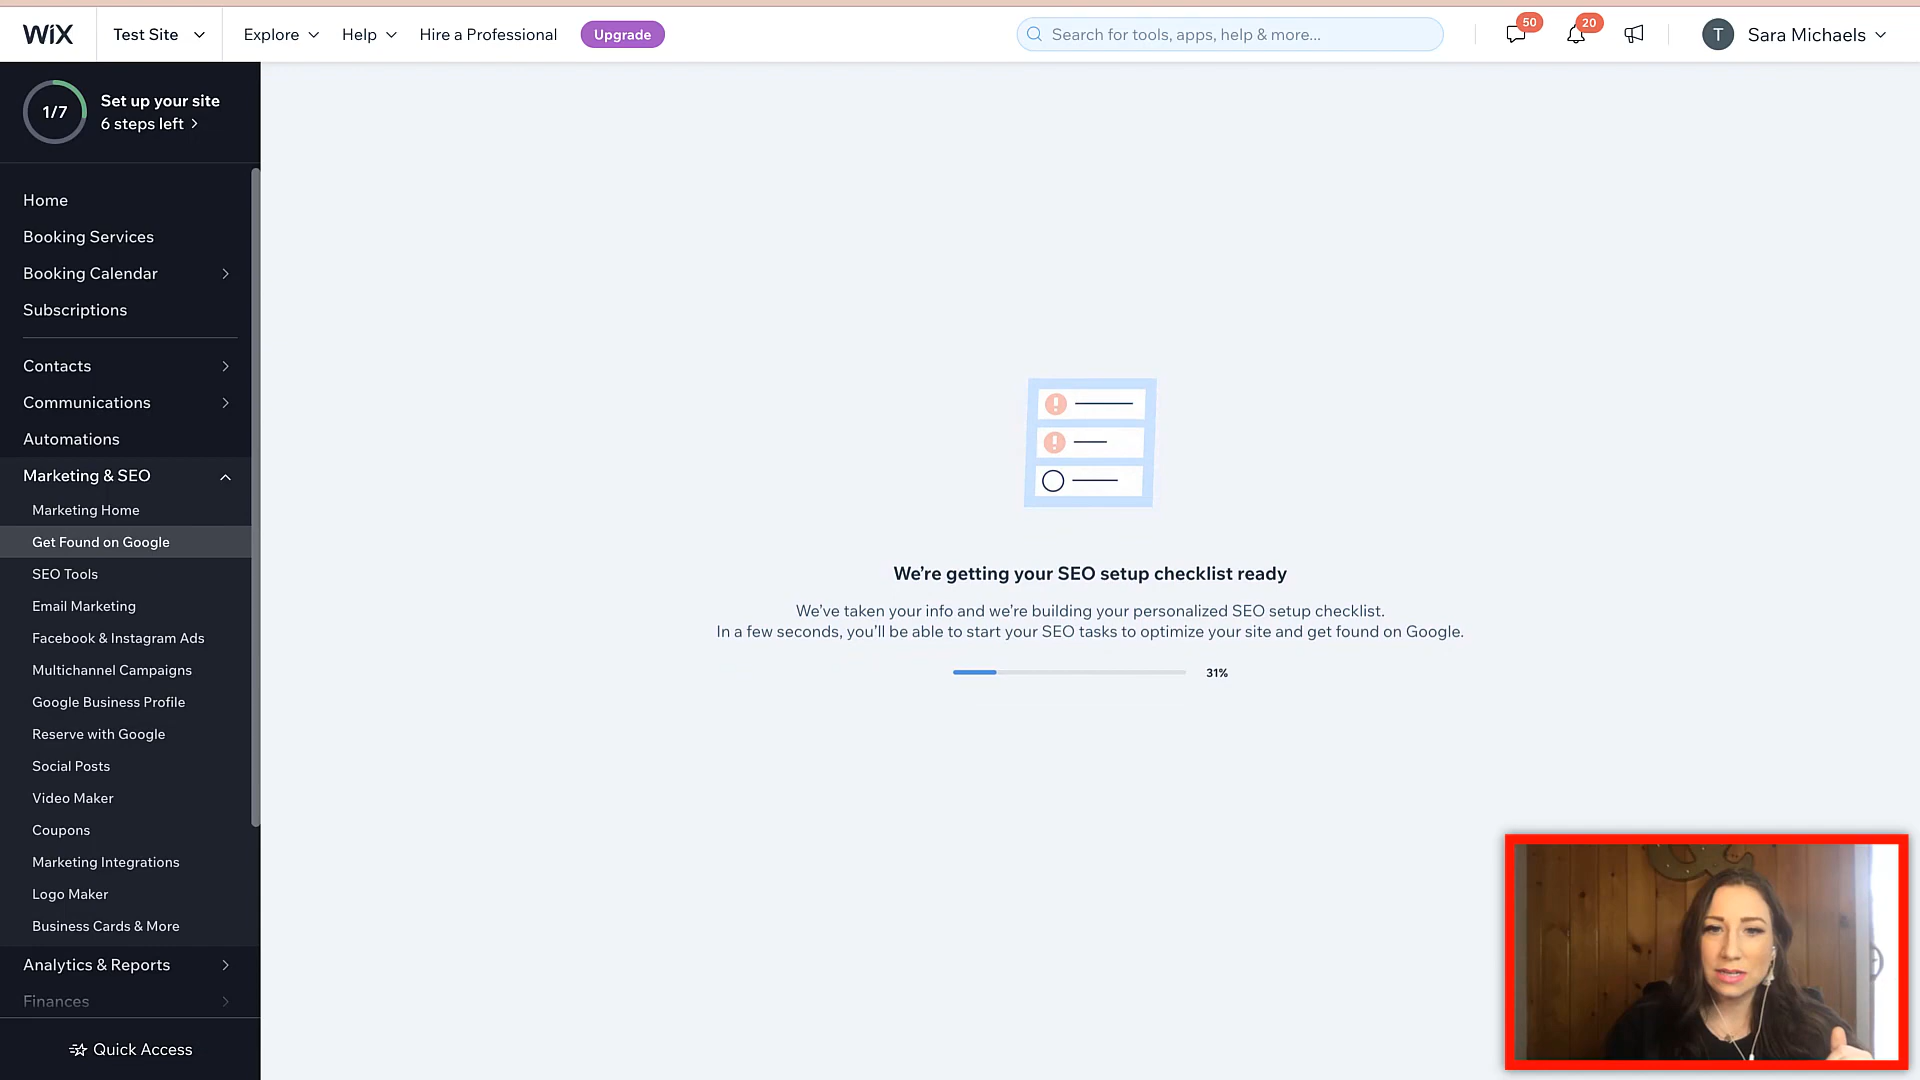 WiX
Test Site
Explore
Help
Hire a Professional
Upgrade
Search for tools, apps, help & more...
50
20
T
Sara Michaels
1/7
Set up your site
6 steps left
Home
Booking Services
Booking Calendar
Subscriptions
Contacts
Communications
Automations
Marketing & SEO
Marketing Home
Get Found on Google
SEO Tools
Email Marketing
Facebook & Instagram Ads
Multichannel Campaigns
Google Business Profile
Reserve with Google
Social Posts
Video Maker
Coupons
Marketing Integrations
Logo Maker
Business Cards & More
Analytics & Reports
Finances
Quick Access
We're getting your SEO setup checklist ready
We've taken your info and we're building your personalized SEO setup checklist.
In a few seconds, you'll be able to start your SEO tasks to optimize your site and get found on Google.
31%